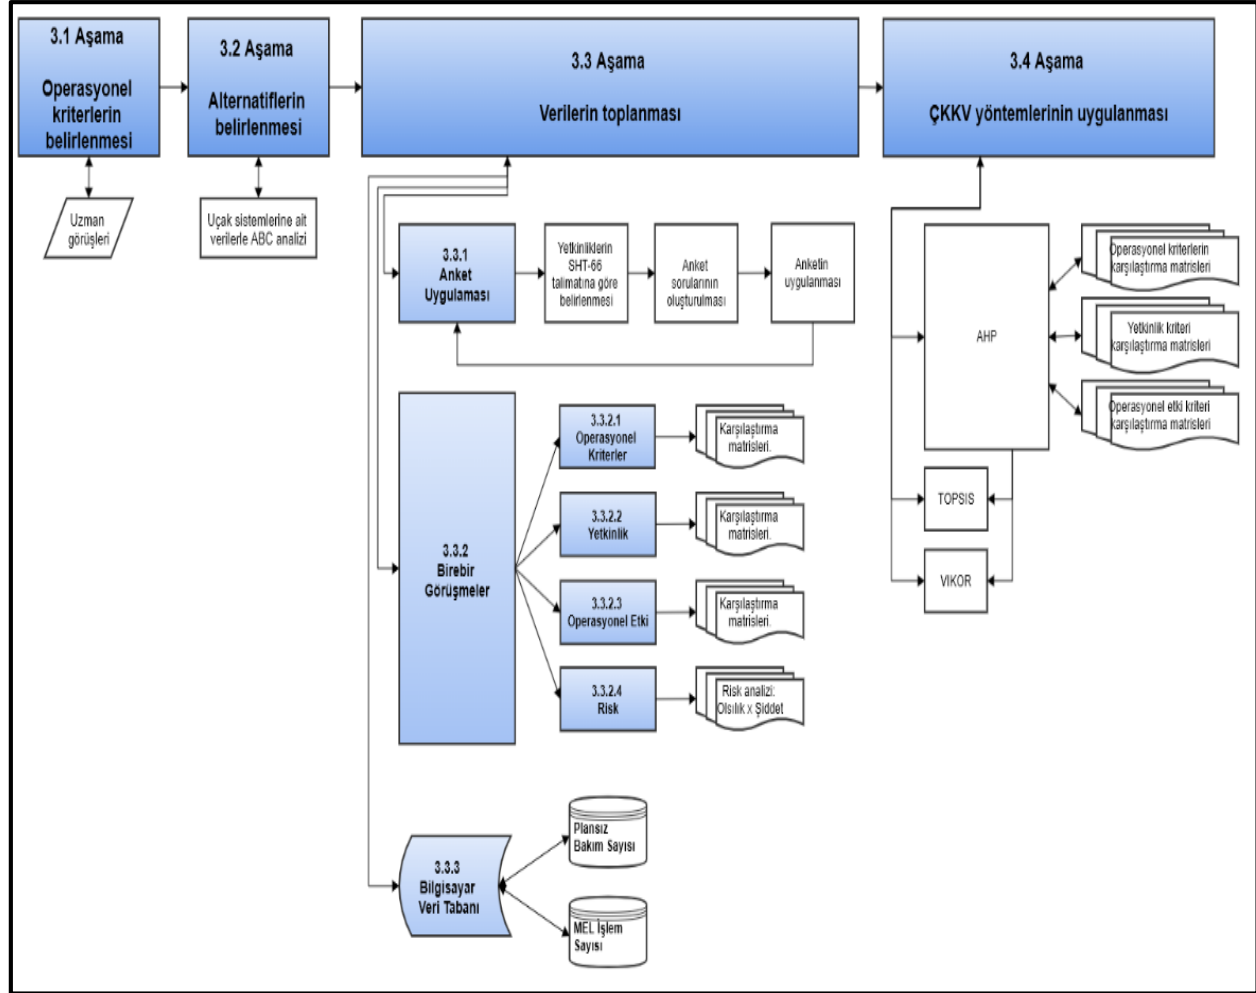 3.1 Aşama
Operasyonel
kriterlerin
belirlenmesi
3.2 Aşama
Alternatiflerin
belirlenmesi
3.3 Aşama
Verilerin toplanması
3.4 Aşama
ÇKKV yöntemlerinin uygulanması
Uzman
görüşleri
Uçak sistemlerine ait
verilerle ABC analizi
3.3.1
Anket
Uygulaması
Yetkinliklerin
SHT-66
talimatına göre
belirlenmesi
Anket
sorularının
oluşturulması
Anketin
uygulanması
3.3.2
Birebir
Görüşmeler
3.3.2.1
Operasyonel
Kriterler
Karşılaştırma
matrisleri.
3.3.2.2
Yetkinlik
Karşılaştırma
matrisleri.
3.3.2.3
Operasyonel Etki
Karşılaştırma
matrisleri.
3.3.2.4
Risk
Risk analizi:
Olsılık x Şiddet
3.3.3
Bilgisayar
Veri Tabanı
Plansız
Bakım Sayısı
MEL İşlem
Sayısı
AHP
Operasyonel kriterlerin
karşılaştırma matrisleri
Yetkinlik kriteri
karşılaştırma matrisleri
Operasyonel etki kriteri
karşılaştırma matrisleri
TOPSIS
VIKOR